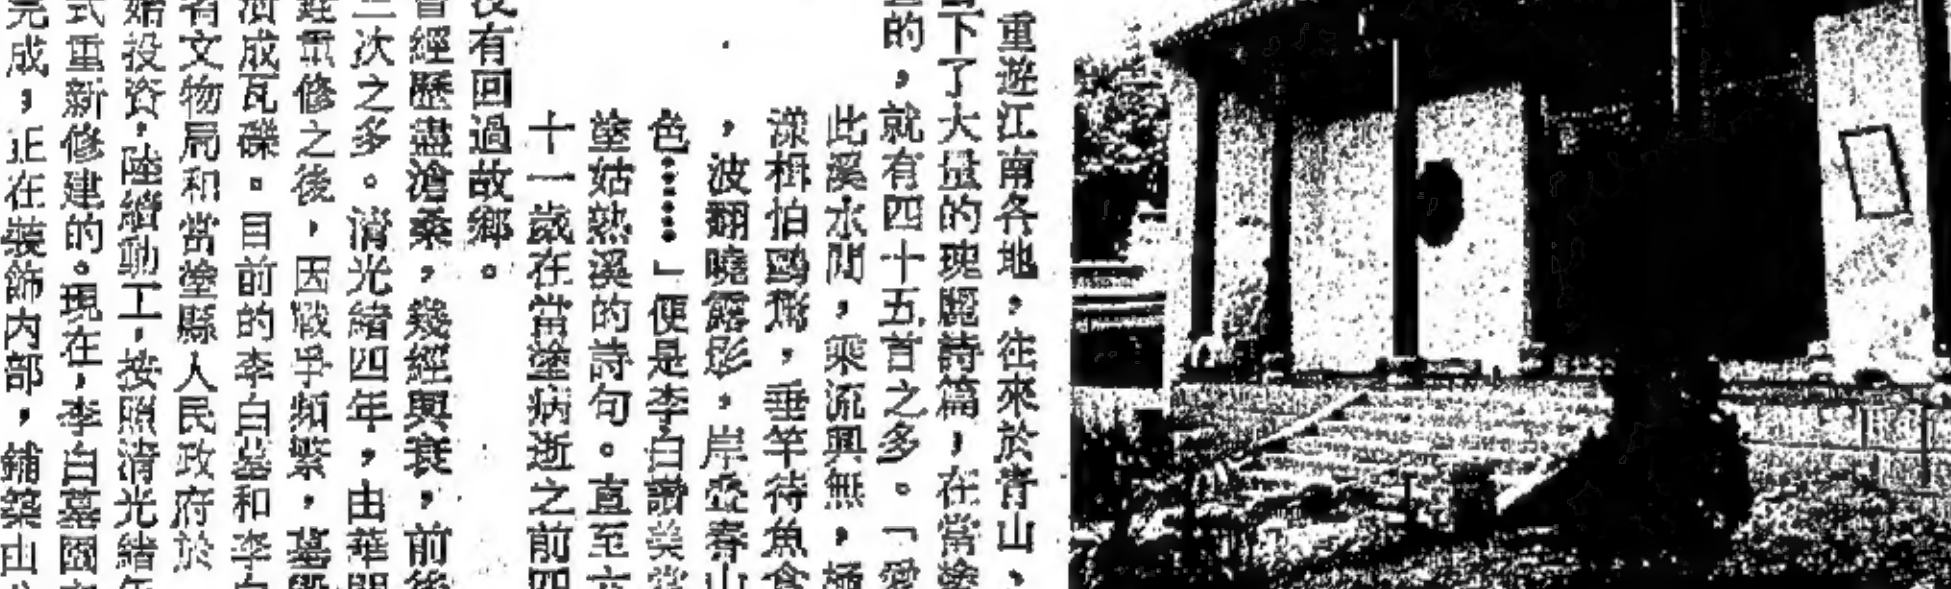 重遊江南各地，往來於青山，
下了大量的瑰麗詩篇，在當塗
的，就有四十五首之多。「愛
此溪水閒，乘流興無，
漾楫怕鷗驚，垂竿待魚食
，波翻曉霞影，岸疊春山
色……」便是李白讚美當
塗姑熟溪的詩句。直至六
十一歲在當塗病逝之前四
沒有回過故鄉。
曾經歷盡滄桑，幾經興衰，前後
三次之多。清光緒四年，由華
經重修之後，因戰爭頻繁，墓毀
成瓦礫。目前的李白墓和李白
文物局和當塗縣人民政府於
始投資，陸續動工，按照清光緒年
式重新修建的。現在，李白墓園
完成，正在裝飾內部，鋪築山